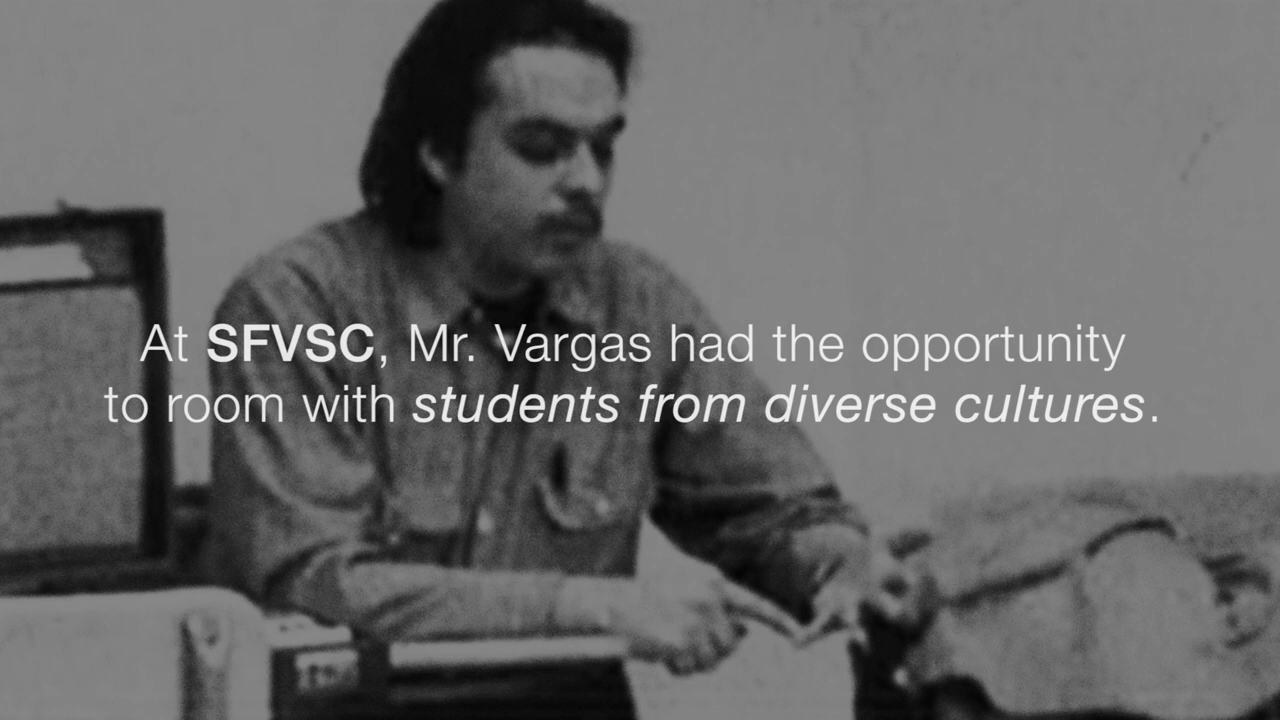 At SFVSC, Mr. Vargas had the opportunity
to room with students from diverse cultures.